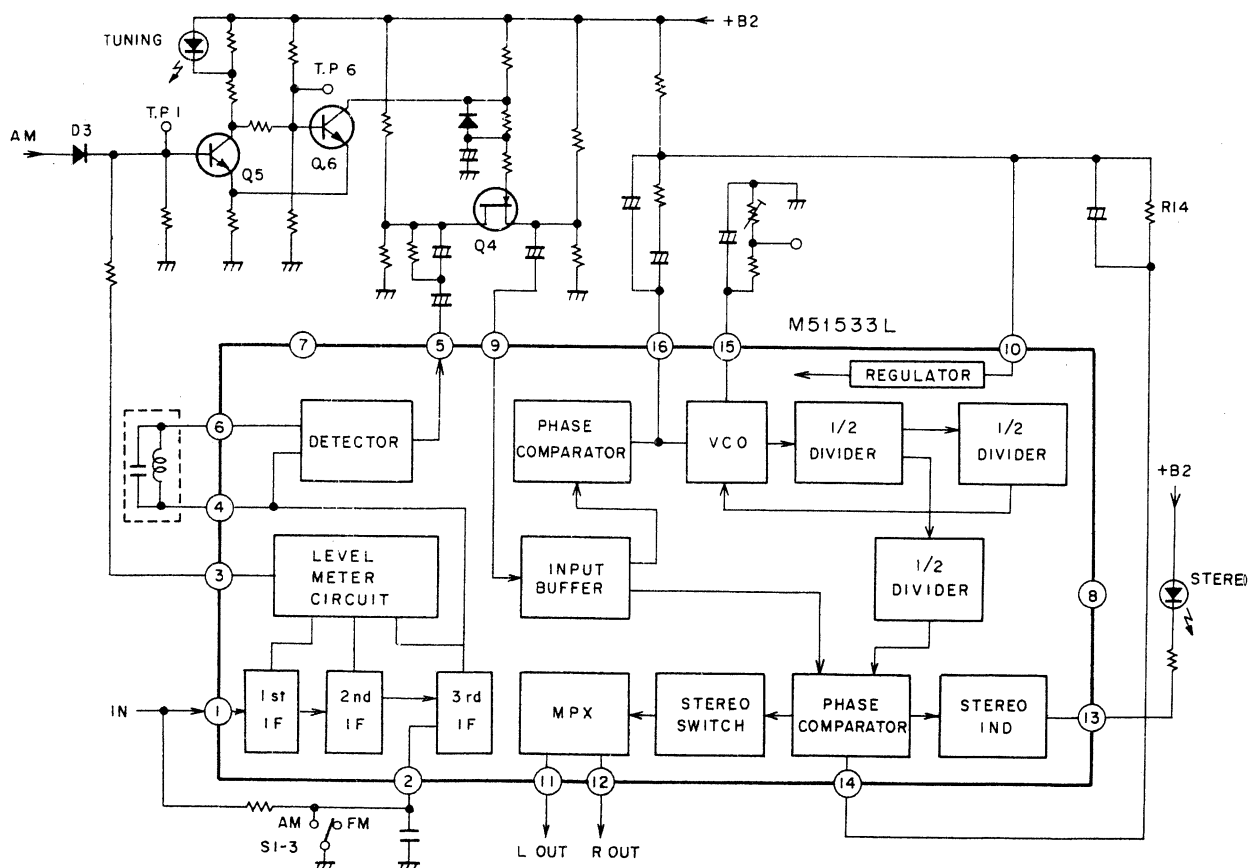 +B2
TUNING
T.P 6
T.P 1
D3
AM
Q5
Q6
Q4
R14
M51533L
7
5
9
16
15
10
REGULATOR
6
DETECTOR
PHASE
COMPARATOR
VCO
1/2
DIVIDER
1/2
DIVIDER
+B2
4
3
LEVEL
METER
CIRCUIT
INPUT
BUFFER
1/2
DIVIDER
8
STEREO
IN
1
1st
IF
2nd
IF
3rd
IF
MPX
STEREO
SWITCH
PHASE
COMPARATOR
STEREO
IND
13
2
11
12
14
AM
FM
S1-3
L OUT
R OUT